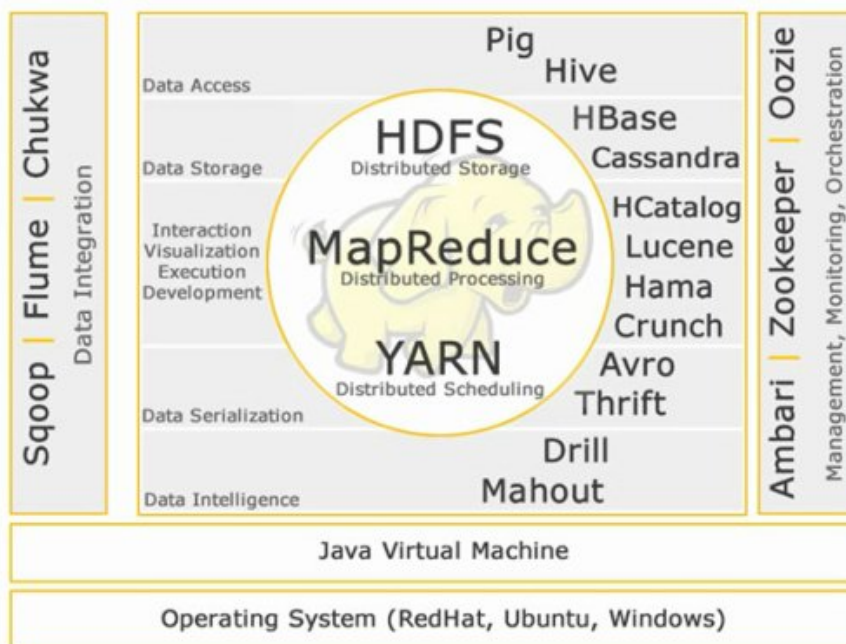 Sqoop | Flume | Chukwa
Data Integration
Pig
Hive
Data Access
HDFS
Distributed Storage
HBase
Cassandra
Data Storage
Interaction
Visualization
Execution
Development
MapReduce
Distributed Processing
HCatalog
Lucene
Hama
Crunch
YARN
Distributed Scheduling
Avro
Thrift
Data Serialization
Drill
Mahout
Data Intelligence
Ambari | Zookeeper | Oozie
Management, Monitoring, Orchestration
Java Virtual Machine
Operating System (RedHat, Ubuntu, Windows)